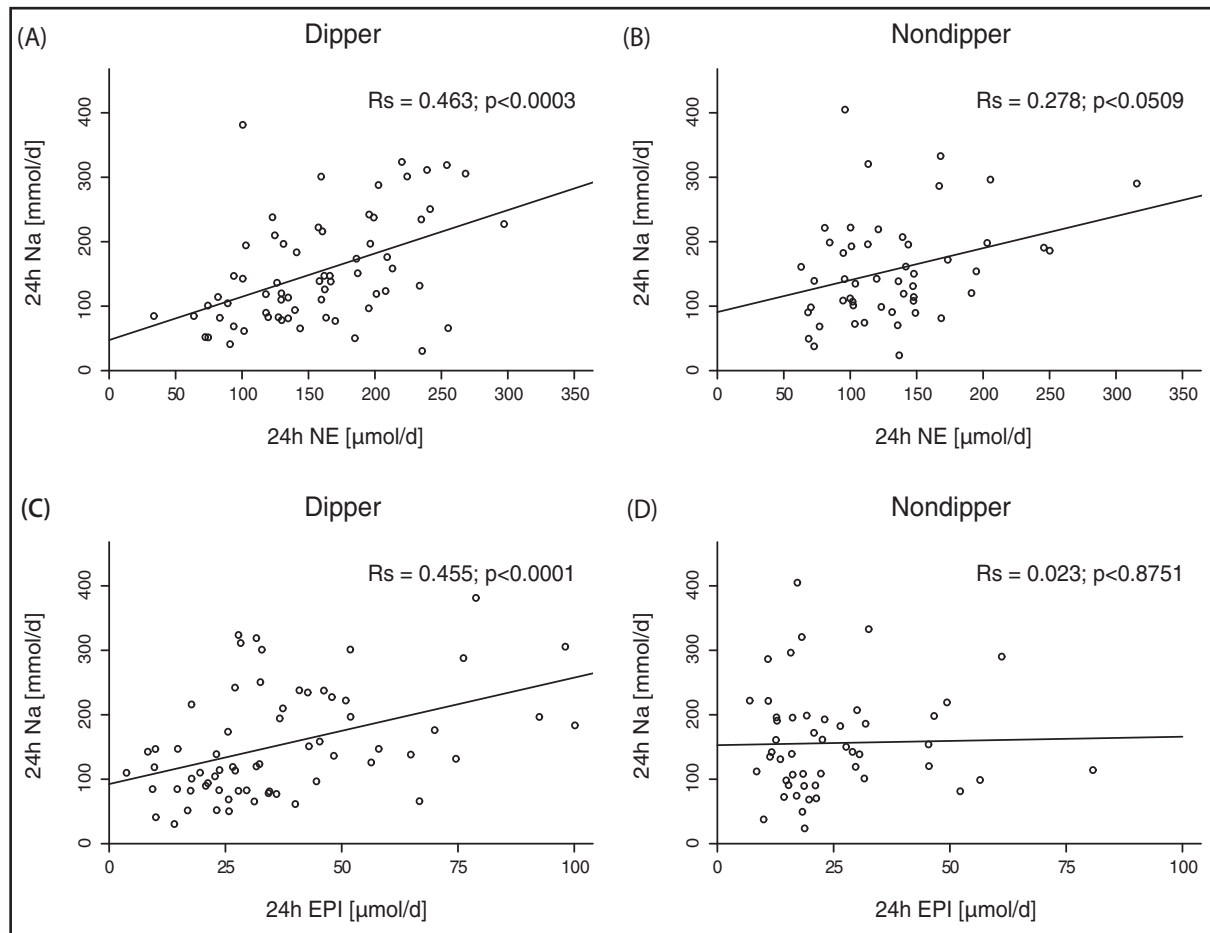 (A)
Dipper
Rs = 0.463; p<0.0003
24h Na [mmol/d]
400
300
200
100
0
0 50 100 150 200 250 300 350
24h NE [µmol/d]
(B)
Nondipper
Rs = 0.278; p<0.0509
24h Na [mmol/d]
400
300
200
100
0
0 50 100 150 200 250 300 350
24h NE [µmol/d]
(C)
Dipper
Rs = 0.455; p<0.0001
24h Na [mmol/d]
400
300
200
100
0
0 25 50 75 100
24h EPI [µmol/d]
(D)
Nondipper
Rs = 0.023; p<0.8751
24h Na [mmol/d]
400
300
200
100
0
0 25 50 75 100
24h EPI [µmol/d]